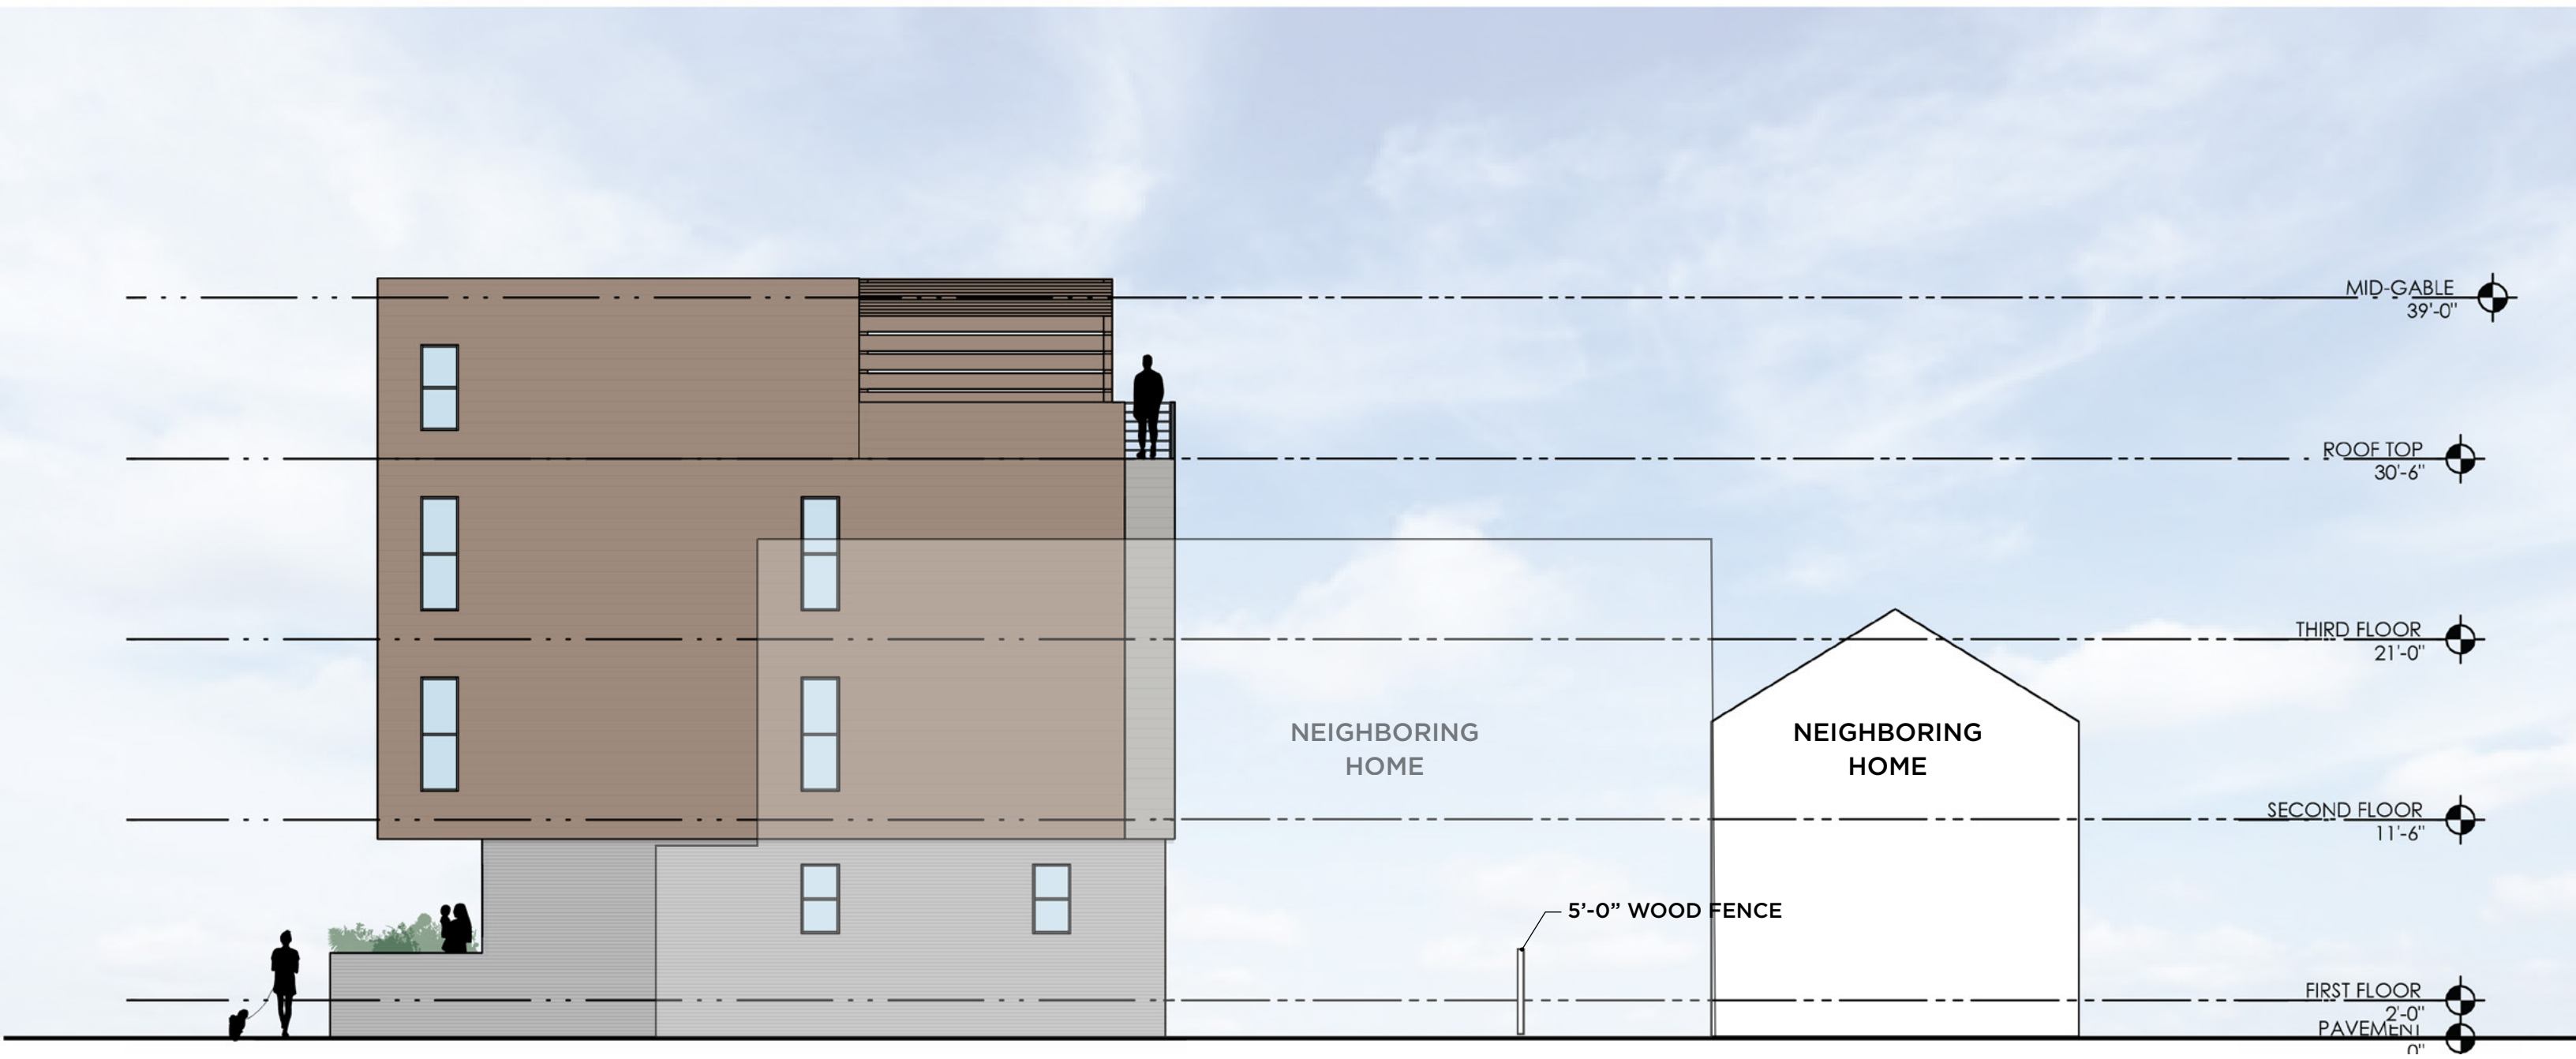 MID-GABLE
39'-0"
ROOF TOP
30'-6"
THIRD FLOOR
21'-0"
NEIGHBORING
HOME
NEIGHBORING
HOME
SECOND FLOOR
11'-6"
5'-0” WOOD FENCE
FIRST FLOOR
2'-0"
PAVEMENT
0"